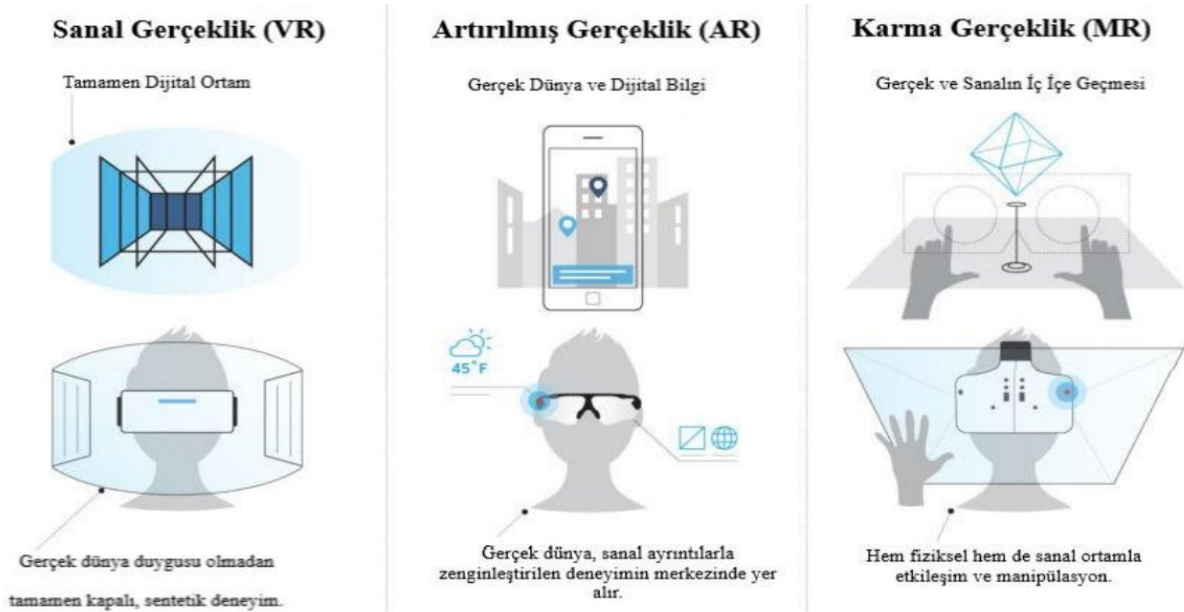 Sanal Gerçeklik (VR)
Tamamen Dijital Ortam
Gerçek dünya duygusu olmadan
tamamen kapalı, sentetik deneyim.
Artırılmış Gerçeklik (AR)
Gerçek Dünya ve Dijital Bilgi
45°F
Gerçek dünya, sanal ayrıntılarla
zenginleştirilen deneyimin merkezinde yer
alır.
Karma Gerçeklik (MR)
Gerçek ve Sanalın İç İçe Geçmesi
Hem fiziksel hem de sanal ortamla
etkileşim ve manipülasyon.